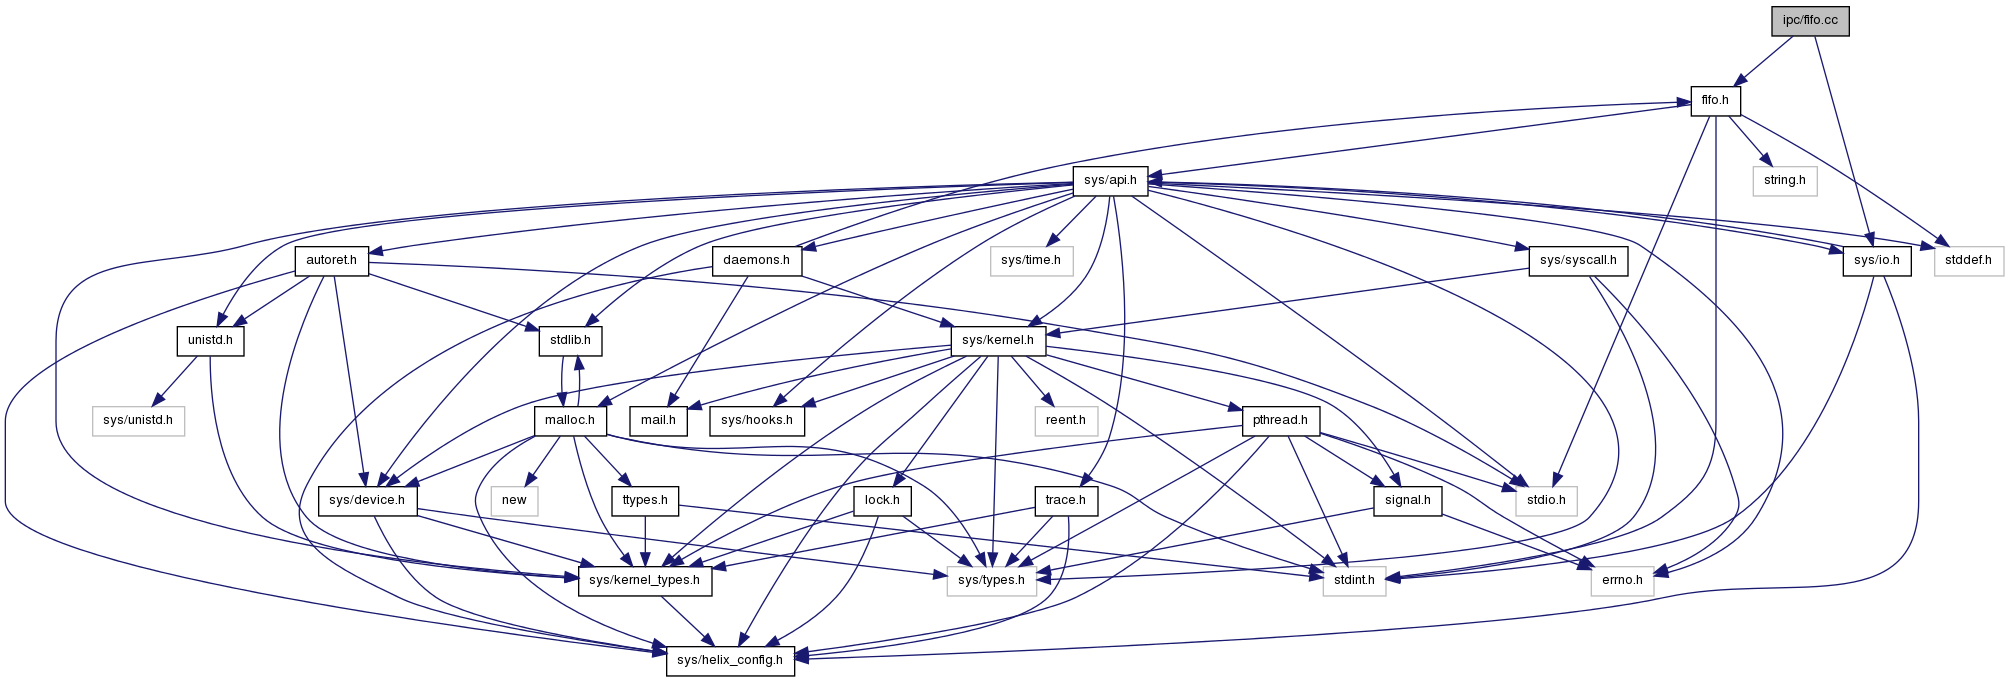 ipc/fifo.cc
fifo.h
sys/api.h
string.h
autoret.h
daemons.h
sys/time.h
sys/syscall.h
sys/io.h
stddef.h
unistd.h
stdlib.h
sys/kernel.h
sys/unistd.h
malloc.h
mail.h
sys/hooks.h
reent.h
pthread.h
sys/device.h
new
ttypes.h
lock.h
trace.h
signal.h
stdio.h
sys/kernel_types.h
sys/types.h
stdint.h
errno.h
sys/helix_config.h